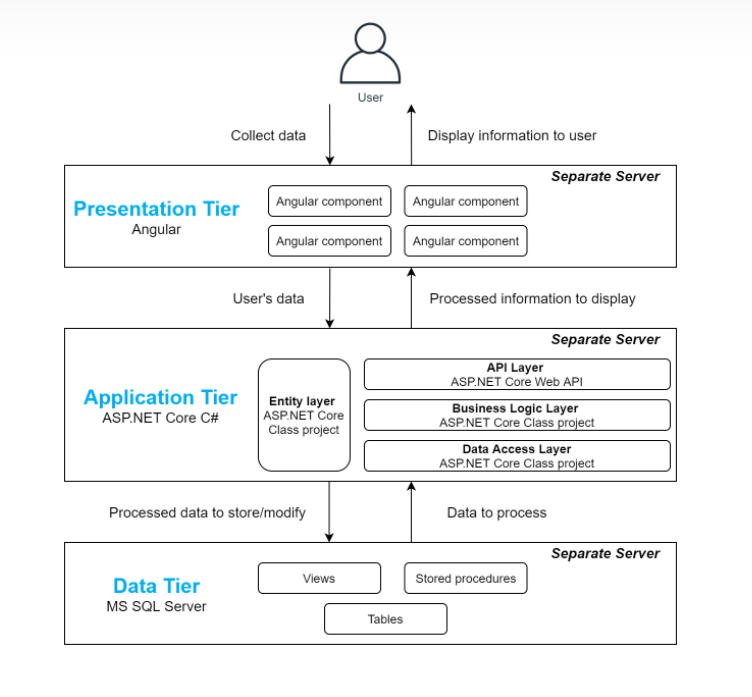 User
Collect data
Display information to user
Separate Server
Presentation Tier
Angular
Angular component
Angular component
Angular component
Angular component
User's data
Processed information to display
Separate Server
Application Tier
ASP.NET Core C#
Entity layer
ASP.NET Core
Class project
API Layer
ASP.NET Core Web API
Business Logic Layer
ASP.NET Core Class project
Data Access Layer
ASP.NET Core Class project
Processed data to store/modify
Data to process
Separate Server
Data Tier
MS SQL Server
Views
Stored procedures
Tables